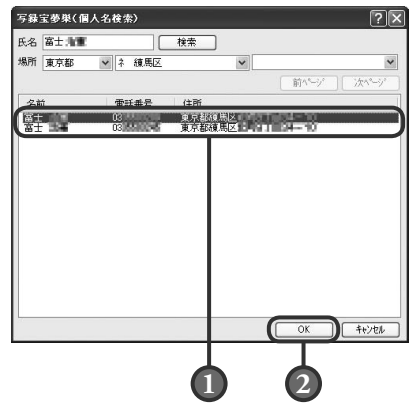 写録宝夢巣(個人名検索)
氏名 富士 検索
場所 東京都 ネ 練馬区
前ページ 次ページ
名前 電話番号 住所
富士 03 東京都練馬区
富士 03 東京都練馬区
OK キャンセル
1 2